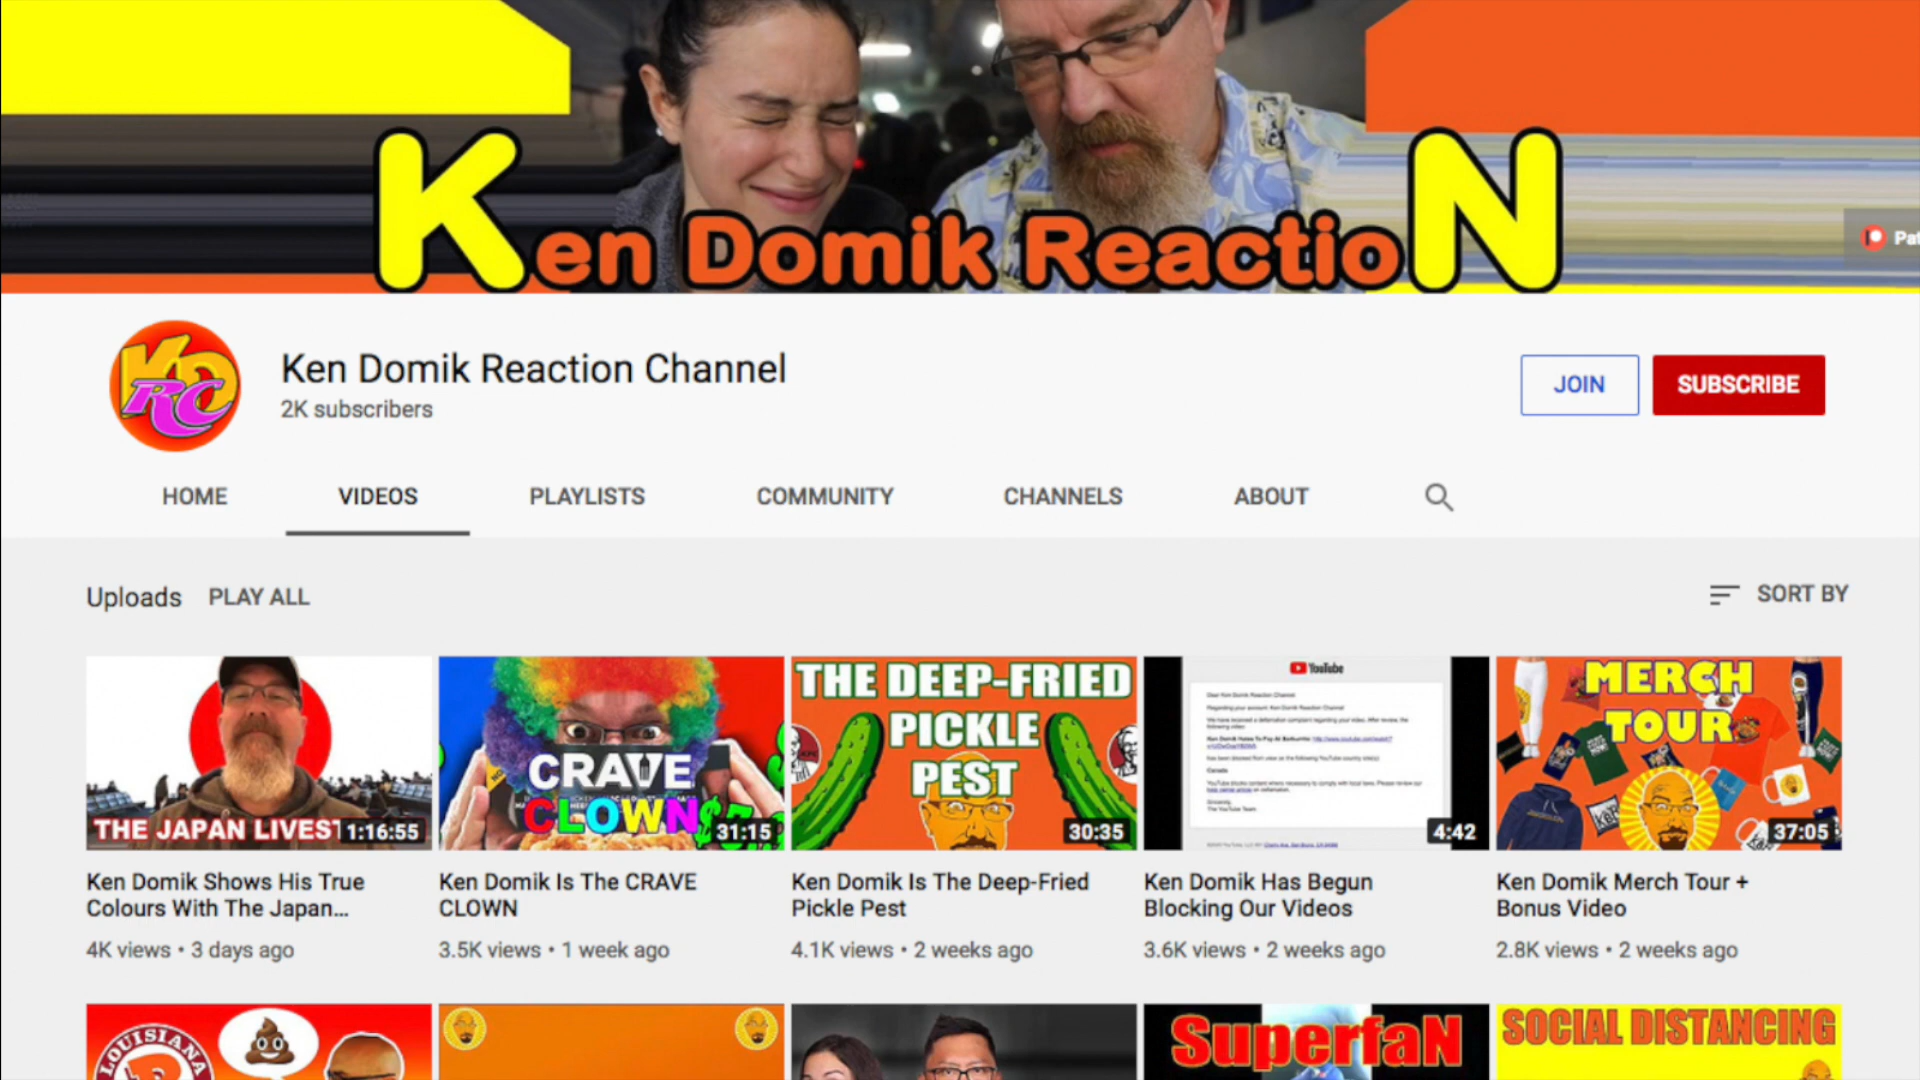 Ken Domik ReactioN
Ken Domik Reaction Channel
2K subscribers
JOIN
SUBSCRIBE
HOME
VIDEOS
PLAYLISTS
COMMUNITY
CHANNELS
ABOUT
Uploads
PLAY ALL
SORT BY
THE JAPAN LIVEST
1:16:55
CRAVE
CLOWN
31:15
THE DEEP-FRIED
PICKLE
PEST
30:35
YouTube
Dear Ken Domik Reaction Channel
4:42
MERCH
TOUR
37:05
Ken Domik Shows His True
Colours With The Japan...
4K views • 3 days ago
Ken Domik Is The CRAVE
CLOWN
3.5K views • 1 week ago
Ken Domik Is The Deep-Fried
Pickle Pest
4.1K views • 2 weeks ago
Ken Domik Has Begun
Blocking Our Videos
3.6K views • 2 weeks ago
Ken Domik Merch Tour +
Bonus Video
2.8K views • 2 weeks ago
LOUISIANA
SuperfaN
SOCIAL DISTANCING